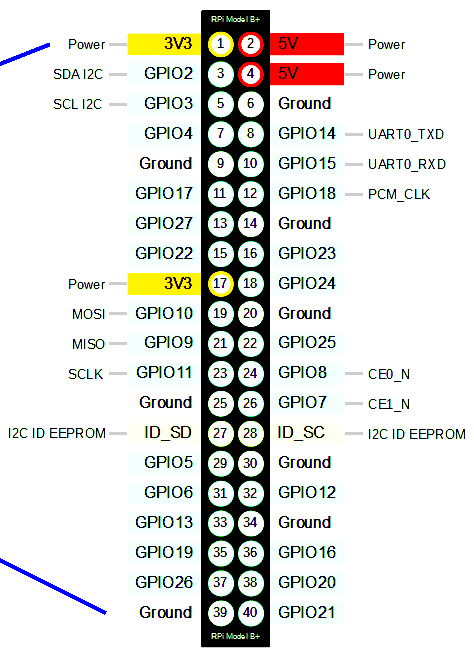 RPi Model B+
Power 3V3 1 2 5V Power
SDA I2C GPIO2 3 4 5V Power
SCL I2C GPIO3 5 6 Ground
GPIO4 7 8 GPIO14 UART0_TXD
Ground 9 10 GPIO15 UART0_RXD
GPIO17 11 12 GPIO18 PCM_CLK
GPIO27 13 14 Ground
GPIO22 15 16 GPIO23
Power 3V3 17 18 GPIO24
MOSI GPIO10 19 20 Ground
MISO GPIO9 21 22 GPIO25
SCLK GPIO11 23 24 GPIO8 CE0_N
Ground 25 26 GPIO7 CE1_N
I2C ID EEPROM ID_SD 27 28 ID_SC I2C ID EEPROM
GPIO5 29 30 Ground
GPIO6 31 32 GPIO12
GPIO13 33 34 Ground
GPIO19 35 36 GPIO16
GPIO26 37 38 GPIO20
Ground 39 40 GPIO21
RPi Model B+